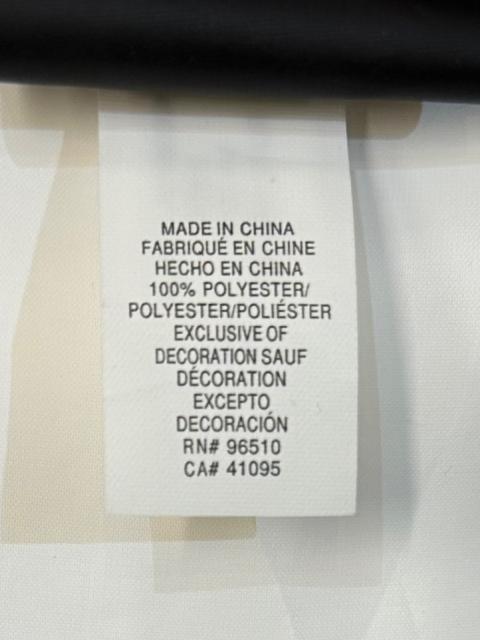 MADE IN CHINA
FABRIQUÉ EN CHINE
HECHO EN CHINA
100% POLYESTER/
POLYESTER/POLIÉSTER
EXCLUSIVE OF
DECORATION SAUF
DÉCORATION
EXCEPTO
DECORACIÓN
RN# 96510
CA# 41095